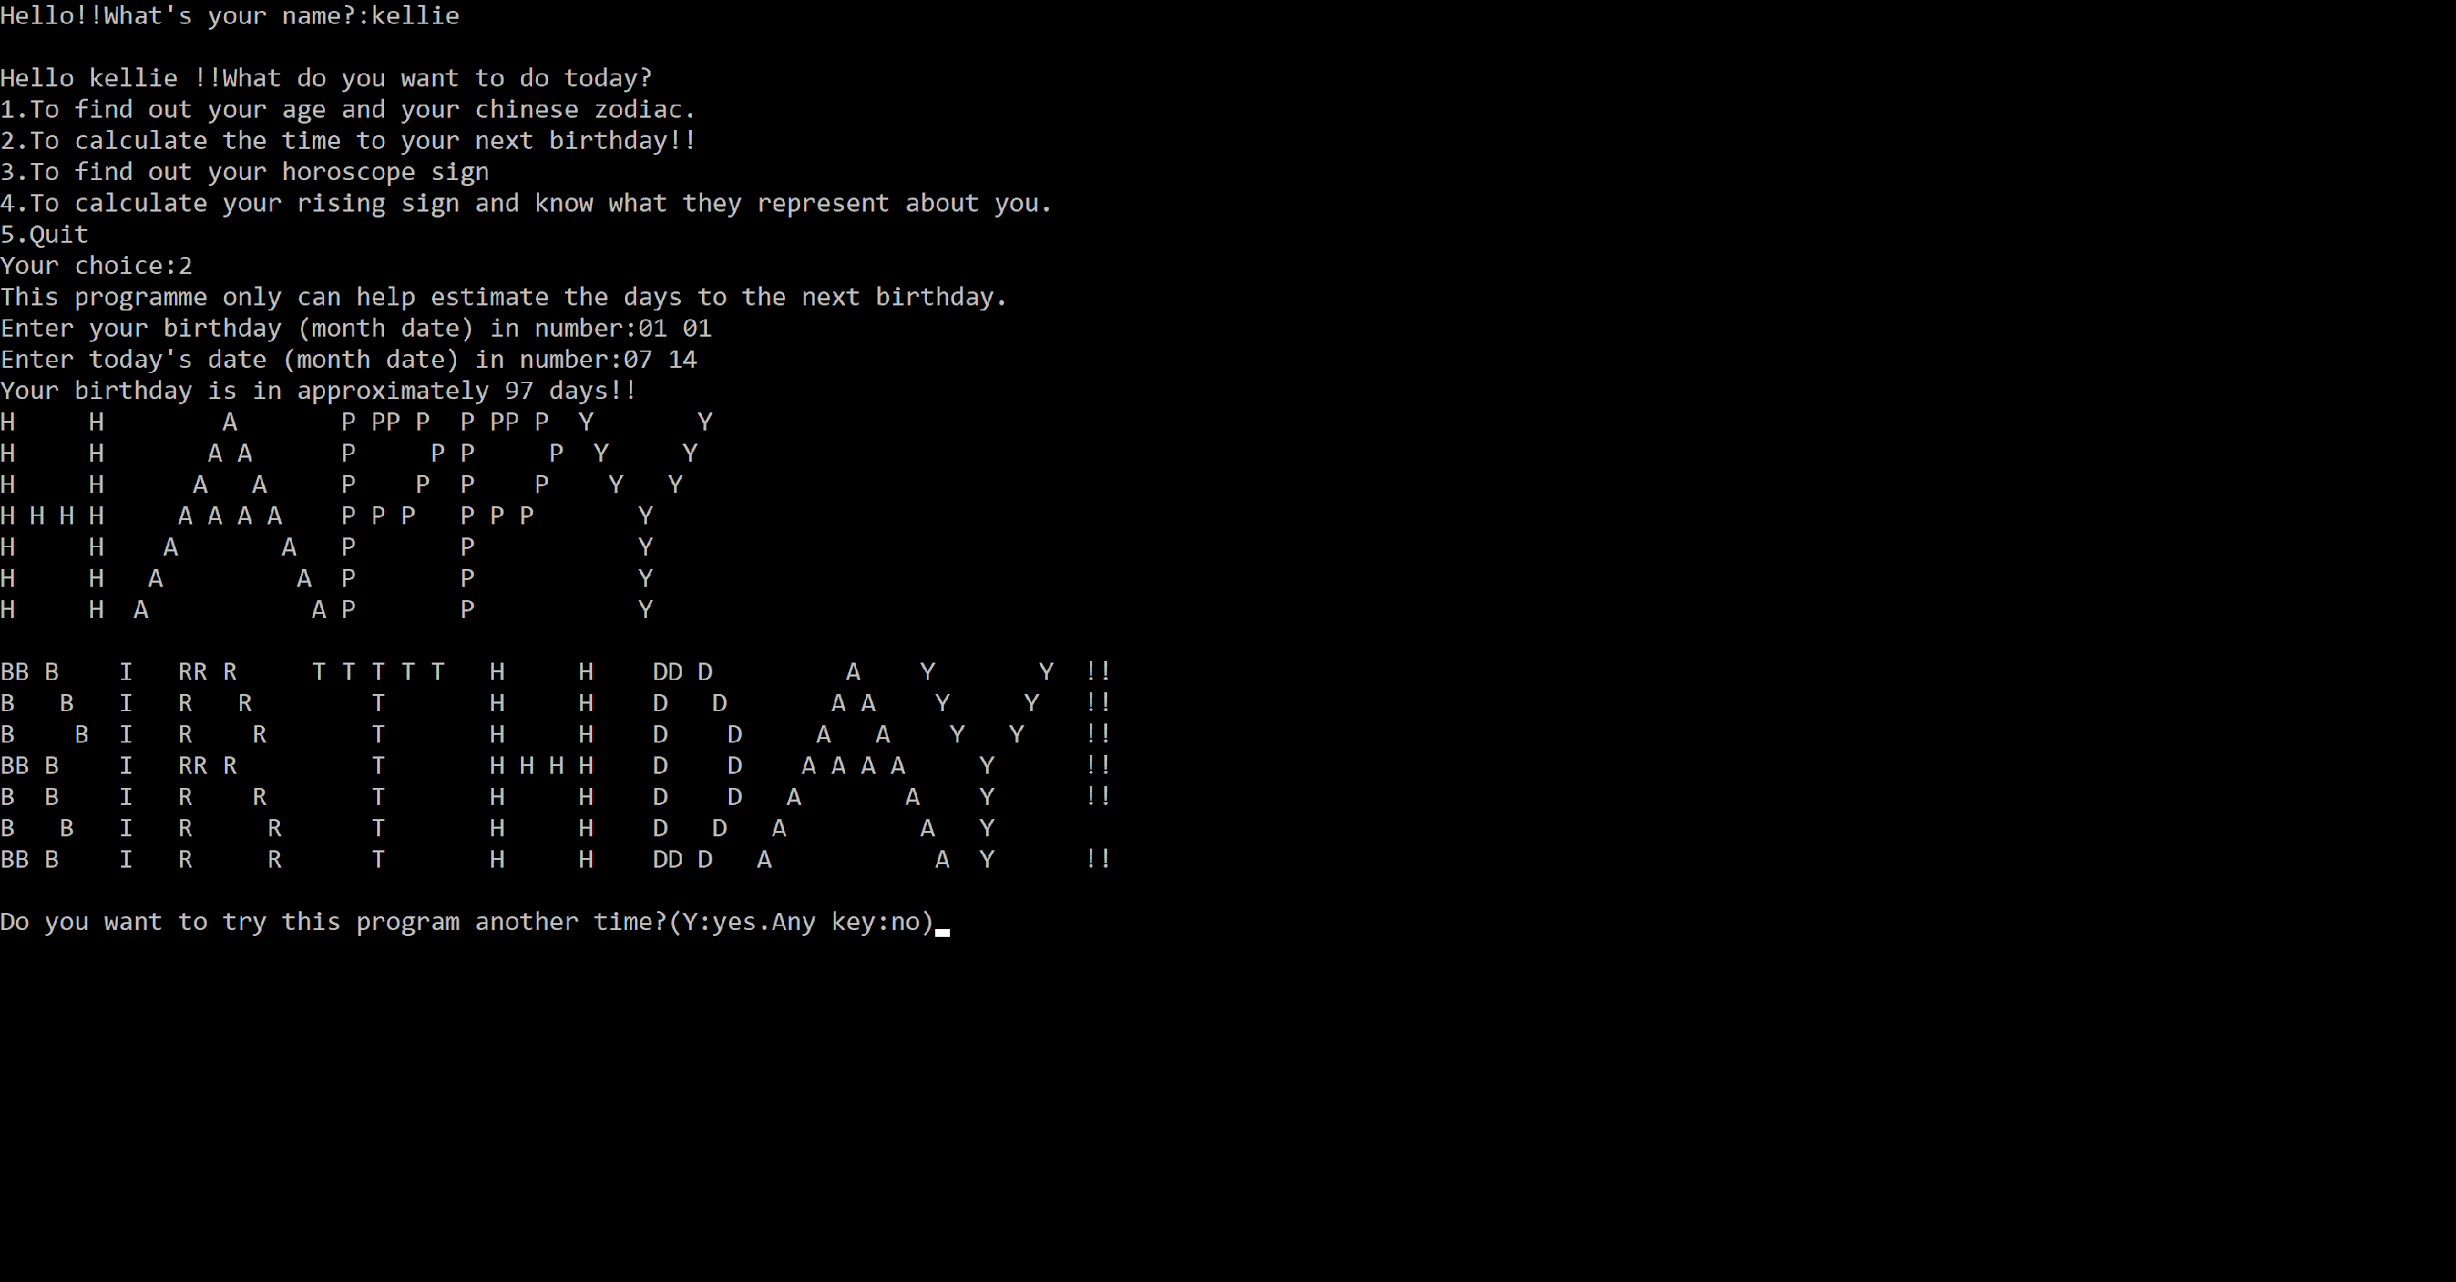 Hello!!What's your name?:kellie

Hello kellie !!What do you want to do today?
1.To find out your age and your chinese zodiac.
2.To calculate the time to your next birthday!!
3.To find out your horoscope sign
4.To calculate your rising sign and know what they represent about you.
5.Quit
Your choice:2
This programme only can help estimate the days to the next birthday.
Enter your birthday (month date) in number:01 01
Enter today's date (month date) in number:07 14
Your birthday is in approximately 97 days!!
H     H        A       P PP P  P PP P  Y       Y
H     H       A A      P     P P     P  Y     Y
H     H      A   A     P    P  P    P    Y   Y
H H H H     A A A A    P P P   P P P       Y
H     H    A       A   P       P           Y
H     H   A         A  P       P           Y
H     H  A           A P       P           Y

BB B    I   RR R     T T T T T   H     H    DD D         A    Y       Y  !!
B   B   I   R   R        T       H     H    D   D       A A    Y     Y   !!
B    B  I   R    R       T       H     H    D    D     A   A    Y   Y    !!
BB B    I   RR R         T       H H H H    D    D    A A A A     Y      !!
B  B    I   R    R       T       H     H    D    D   A       A    Y      !!
B   B   I   R     R      T       H     H    D   D   A         A   Y
BB B    I   R     R      T       H     H    DD D   A           A  Y      !!

Do you want to try this program another time?(Y:yes.Any key:no)